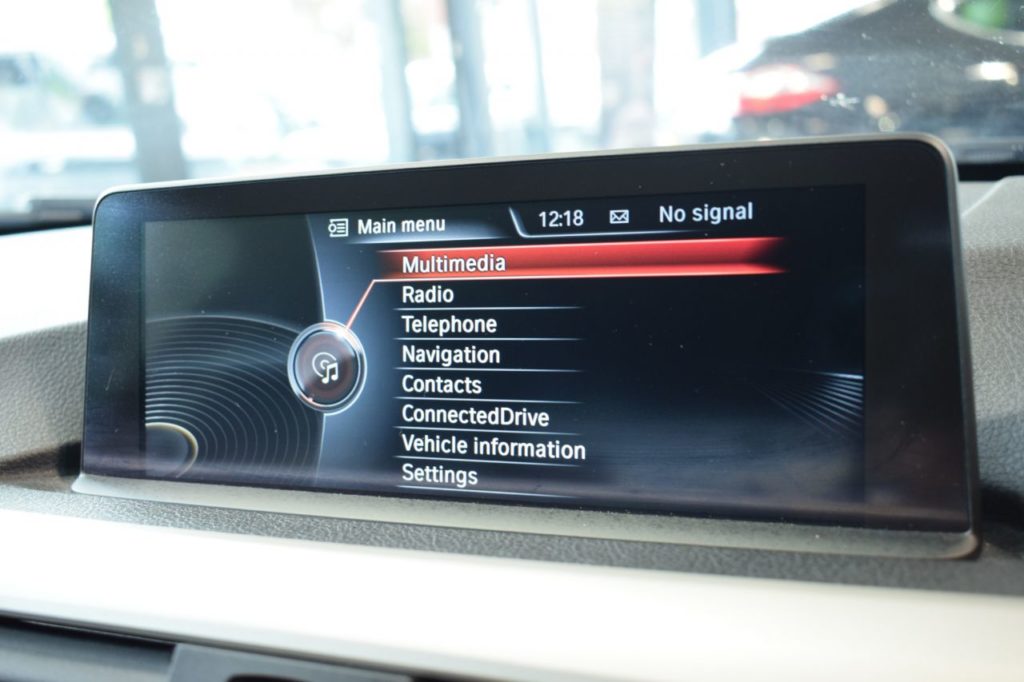 Main menu 12:18 No signal
Multimedia
Radio
Telephone
Navigation
Contacts
ConnectedDrive
Vehicle information
Settings